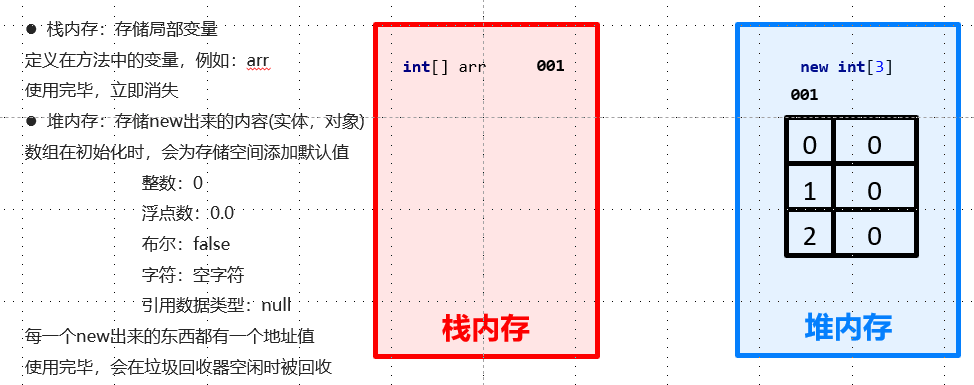 ● 栈内存：存储局部变量
定义在方法中的变量，例如：arr
使用完毕，立即消失
● 堆内存：存储new出来的内容(实体，对象)
数组在初始化时，会为存储空间添加默认值
整数：0
浮点数：0.0
布尔：false
字符：空字符
引用数据类型：null
每一个new出来的东西都有一个地址值
使用完毕，会在垃圾回收器空闲时被回收
int[] arr 001
栈内存
new int[3]
001
0 0
1 0
2 0
堆内存